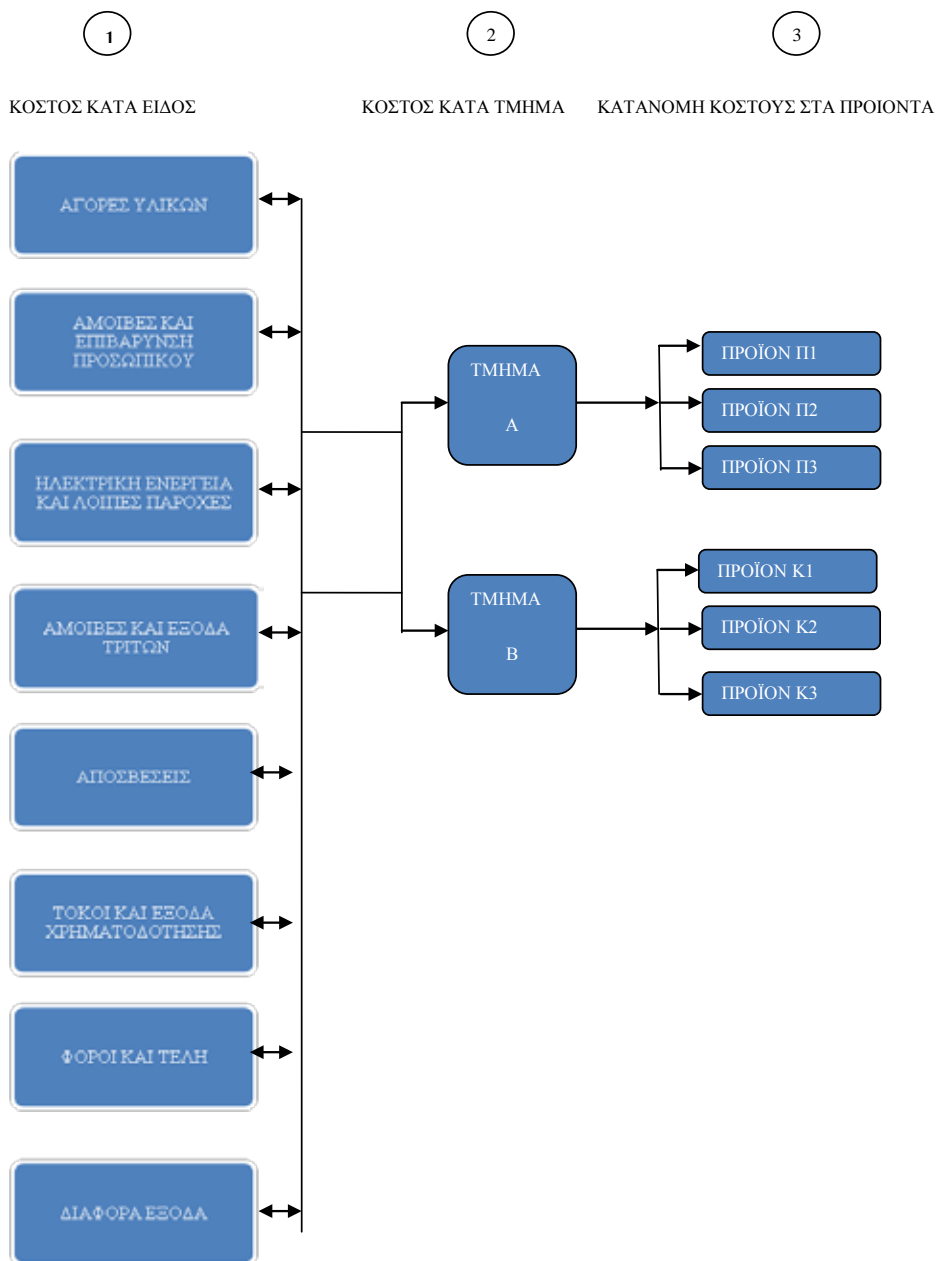 1
2
3
ΚΟΣΤΟΣ ΚΑΤΑ ΕΙΔΟΣ
ΚΟΣΤΟΣ ΚΑΤΑ ΤΜΗΜΑ
ΚΑΤΑΝΟΜΗ ΚΟΣΤΟΥΣ ΣΤΑ ΠΡΟΙΟΝΤΑ
ΑΓΟΡΕΣ ΥΛΙΚΩΝ
ΑΜΟΙΒΕΣ ΚΑΙ
ΕΠΙΒΑΡΥΝΣΗ
ΠΡΟΣΩΠΙΚΟΥ
ΗΛΕΚΤΡΙΚΗ ΕΝΕΡΓΕΙΑ
ΚΑΙ ΛΟΙΠΕΣ ΠΑΡΟΧΕΣ
ΑΜΟΙΒΕΣ ΚΑΙ ΕΞΟΔΑ
ΤΡΙΤΩΝ
ΑΠΟΣΒΕΣΕΙΣ
ΤΟΚΟΙ ΚΑΙ ΕΞΟΔΑ
ΧΡΗΜΑΤΟΔΟΤΗΣΗΣ
ΦΟΡΟΙ ΚΑΙ ΤΕΛΗ
ΔΙΑΦΟΡΑ ΕΞΟΔΑ
ΤΜΗΜΑ
Α
ΤΜΗΜΑ
Β
ΠΡΟΪΟΝ Π1
ΠΡΟΪΟΝ Π2
ΠΡΟΪΟΝ Π3
ΠΡΟΪΟΝ Κ1
ΠΡΟΪΟΝ Κ2
ΠΡΟΪΟΝ Κ3